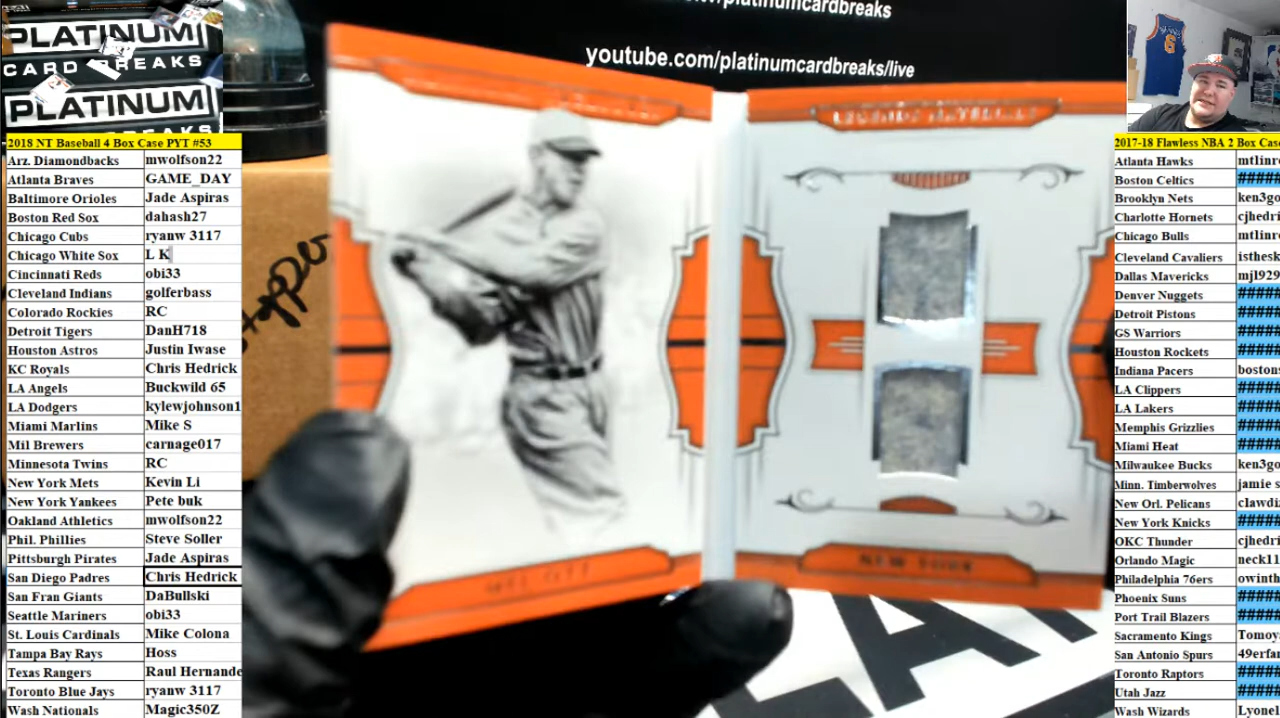 PLATINUM
CARD BREAKS
PLATINUM
platinumcardbreaks
youtube.com/platinumcardbreaks/live
topper
6
LEGENDS MATERIALS
NEW YORK
2018 NT Baseball 4 Box Case PYT #53
Arz. Diamondbacks mwolfson22
Atlanta Braves GAME_DAY
Baltimore Orioles Jade Aspiras
Boston Red Sox dahash27
Chicago Cubs ryanw 3117
Chicago White Sox L K
Cincinnati Reds obi33
Cleveland Indians golferbass
Colorado Rockies RC
Detroit Tigers DanH718
Houston Astros Justin Iwase
KC Royals Chris Hedrick
LA Angels Buckwild 65
LA Dodgers kylewjohnson1
Miami Marlins Mike S
Mil Brewers carnage017
Minnesota Twins RC
New York Mets Kevin Li
New York Yankees Pete buk
Oakland Athletics mwolfson22
Phil. Phillies Steve Soller
Pittsburgh Pirates Jade Aspiras
San Diego Padres Chris Hedrick
San Fran Giants DaBullski
Seattle Mariners obi33
St. Louis Cardinals Mike Colona
Tampa Bay Rays Hoss
Texas Rangers Raul Hernande
Toronto Blue Jays ryanw 3117
Wash Nationals Magic350Z
2017-18 Flawless NBA 2 Box Case
Atlanta Hawks mtlinr
Boston Celtics #####
Brooklyn Nets ken3go
Charlotte Hornets cjhedri
Chicago Bulls mtlinr
Cleveland Cavaliers isthesk
Dallas Mavericks mjl929
Denver Nuggets #####
Detroit Pistons #####
GS Warriors #####
Houston Rockets #####
Indiana Pacers bostons
LA Clippers #####
LA Lakers #####
Memphis Grizzlies #####
Miami Heat #####
Milwaukee Bucks ken3go
Minn. Timberwolves jamie s
New Orl. Pelicans clawdi
New York Knicks #####
OKC Thunder cjhedri
Orlando Magic neck11
Philadelphia 76ers owinth
Phoenix Suns #####
Port Trail Blazers #####
Sacramento Kings Tomoy
San Antonio Spurs 49erfa
Toronto Raptors #####
Utah Jazz #####
Wash Wizards Lyonel